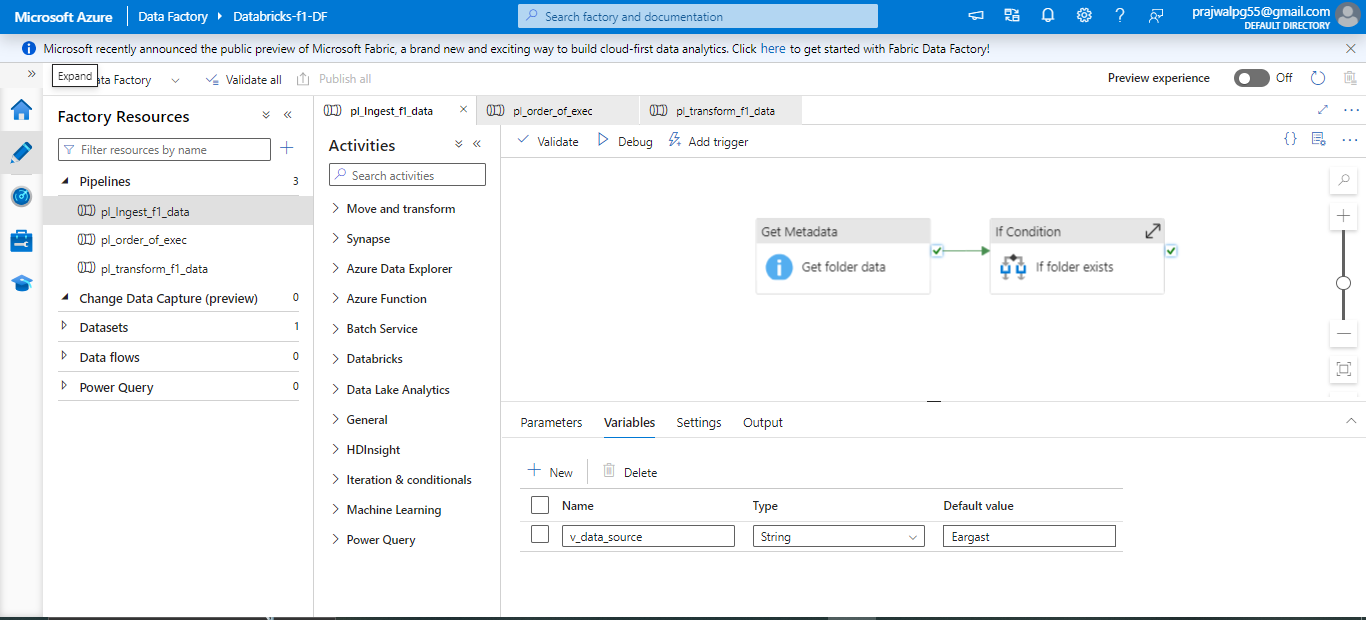 Microsoft Azure Data Factory Databricks-f1-DF Search factory and documentation prajwalpg55@gmail.com
DEFAULT DIRECTORY
Microsoft recently announced the public preview of Microsoft Fabric, a brand new and exciting way to build cloud-first data analytics. Click here to get started with Fabric Data Factory!
Expand ata Factory Validate all Publish all Preview experience Off
Factory Resources
Filter resources by name
Pipelines 3
pl_Ingest_f1_data
pl_order_of_exec
pl_transform_f1_data
Change Data Capture (preview) 0
Datasets 1
Data flows 0
Power Query 0
pl_Ingest_f1_data pl_order_of_exec pl_transform_f1_data
Activities
Search activities
Move and transform
Synapse
Azure Data Explorer
Azure Function
Batch Service
Databricks
Data Lake Analytics
General
HDInsight
Iteration & conditionals
Machine Learning
Power Query
Validate Debug Add trigger
Get Metadata
Get folder data
If Condition
If folder exists
Parameters Variables Settings Output
New Delete
Name Type Default value
v_data_source String Eargast